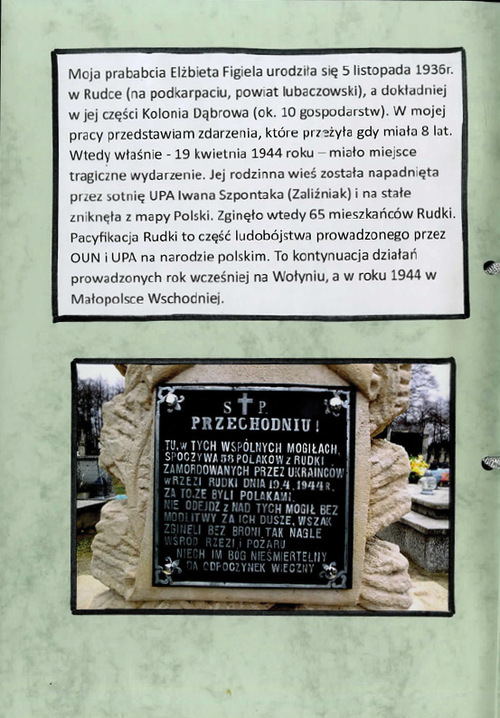 Moja prababcia Elżbieta Figiela urodziła się 5 listopada 1936r.
w Rudce (na podkarpaciu, powiat lubaczowski), a dokładniej
w jej części Kolonia Dąbrowa (ok. 10 gospodarstw). W mojej
pracy przedstawiam zdarzenia, które przeżyła gdy miała 8 lat.
Wtedy właśnie - 19 kwietnia 1944 roku – miało miejsce
tragiczne wydarzenie. Jej rodzinna wieś została napadnięta
przez sotnię UPA Iwana Szpontaka (Zaliźniak) i na stałe
zniknęła z mapy Polski. Zginęło wtedy 65 mieszkańców Rudki.
Pacyfikacja Rudki to część ludobójstwa prowadzonego przez
OUN i UPA na narodzie polskim. To kontynuacja działań
prowadzonych rok wcześniej na Wołyniu, a w roku 1944 w
Małopolsce Wschodniej.
S P.
PRZECHODNIU!
TU, W TYCH WSPÓLNYCH MOGIŁACH,
SPOCZYWA POLAKÓW z RUDKI
ZAMORDOWANYCH PRZEZ UKRAIŃCÓW
w RZEZI RUDKI DNIA 19.4.1944 R.
ZA TO, ŻE BYLI POLAKAMI.
NIE ODEJDŹ z NAD TYCH MOGIŁ BEZ
MODLITWY ZA ICH DUSZE, WSZAK
ZGINĘLI BEZ BRONI, TAK NAGLE
WŚRÓD RZEZI i POŻARU
NIECH IM BÓG NIEŚMIERTELNY
DA ODPOCZYNEK WIECZNY